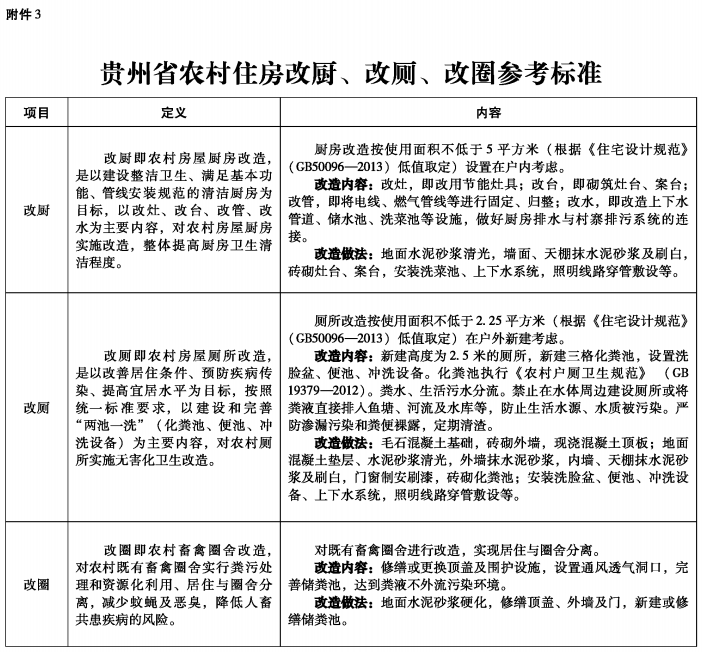 附件 3
贵州省农村住房改厨、改厕、改圈参考标准
项目
定义
内容
改厨
改厨即农村房屋厨房改造，
是以建设整洁卫生、满足基本功
能、管线安装规范的清洁厨房为
目标，以改灶、改台、改管、改
水为主要内容，对农村房屋厨房
实施改造，整体提高厨房卫生清
洁程度。
厨房改造按使用面积不低于 5 平方米（根据《住宅设计规范》
（GB50096—2013）低值取定）设置在户内考虑。
改造内容：改灶，即改用节能灶具；改台，即砌筑灶台、案台；
改管，即将电线、燃气管线等进行固定、归整；改水，即改造上下水
管道、储水池、洗菜池等设施，做好厨房排水与村寨排污系统的连
接。
改造做法：地面水泥砂浆清光，墙面、天棚抹水泥砂浆及刷白，
砖砌灶台、案台，安装洗菜池、上下水系统，照明线路穿管敷设等。
改厕
改厕即农村房屋厕所改造，
是以改善居住条件、预防疾病传
染、提高宜居水平为目标，按照
统一标准要求，以建设和完善
“两池一洗”（化粪池、便池、冲
洗设备）为主要内容，对农村厕
所实施无害化卫生改造。
厕所改造按使用面积不低于 2.25 平方米（根据《住宅设计规范》
（GB50096—2013）低值取定）在户外新建考虑。
改造内容：新建高度为 2.5 米的厕所，新建三格化粪池，设置洗
脸盆、便池、冲洗设备。化粪池执行《农村户厕卫生规范》（GB
19379—2012）。粪水、生活污水分流。禁止在水体周边建设厕所或将
粪液直接排入鱼塘、河流及水库等，防止生活水源、水质被污染。严
防渗漏污染和粪便裸露，定期清渣。
改造做法：毛石混凝土基础，砖砌外墙，现浇混凝土顶板；地面
混凝土垫层、水泥砂浆清光，外墙抹水泥砂浆，内墙、天棚抹水泥砂
浆及刷白，门窗制安刷漆，砖砌化粪池；安装洗脸盆、便池、冲洗设
备、上下水系统，照明线路穿管敷设等。
改圈
改圈即农村畜禽圈舍改造，
对农村既有畜禽圈舍实行粪污处
理和资源化利用、居住与圈舍分
离，减少蚊蝇及恶臭，降低人畜
共患疾病的风险。
对既有畜禽圈舍进行改造，实现居住与圈舍分离。
改造内容：修缮或更换顶盖及围护设施，设置通风透气洞口，完
善储粪池，达到粪液不外流污染环境。
改造做法：地面水泥砂浆硬化，修缮顶盖、外墙及门，新建或修
缮储粪池。